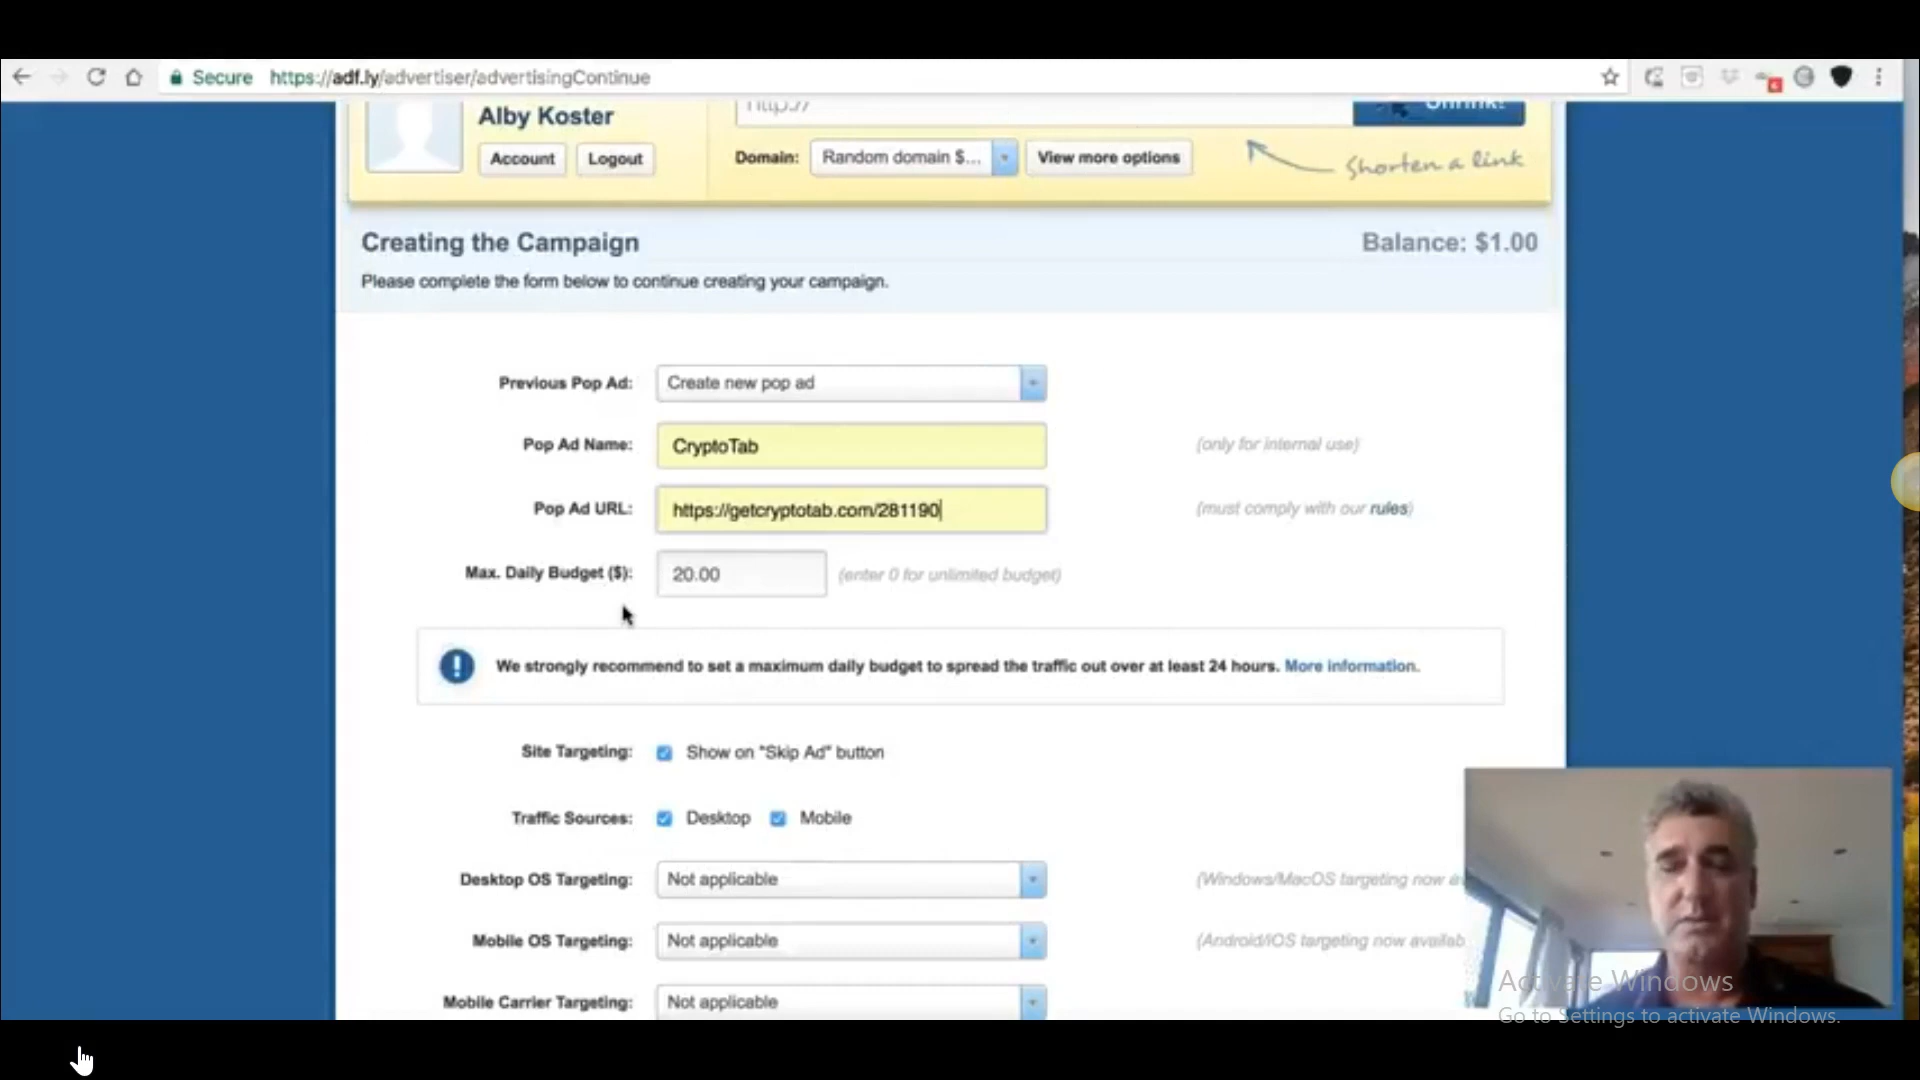 Secure https://adf.ly/advertiser/advertisingContinue
Alby Koster
http://
Shrink!
Account Logout
Domain: Random domain $... View more options
Shorten a link
Creating the Campaign
Balance: $1.00
Please complete the form below to continue creating your campaign.
Previous Pop Ad: Create new pop ad
Pop Ad Name: CryptoTab (only for internal use)
Pop Ad URL: https://getcryptotab.com/281190 (must comply with our rules)
Max. Daily Budget ($): 20.00 (enter 0 for unlimited budget)
We strongly recommend to set a maximum daily budget to spread the traffic out over at least 24 hours. More information.
Site Targeting: Show on "Skip Ad" button
Traffic Sources: Desktop Mobile
Desktop OS Targeting: Not applicable (Windows/MacOS targeting now
Mobile OS Targeting: Not applicable (Android/iOS targeting now availab
Mobile Carrier Targeting: Not applicable
Activate Windows
Go to Settings to activate Windows.